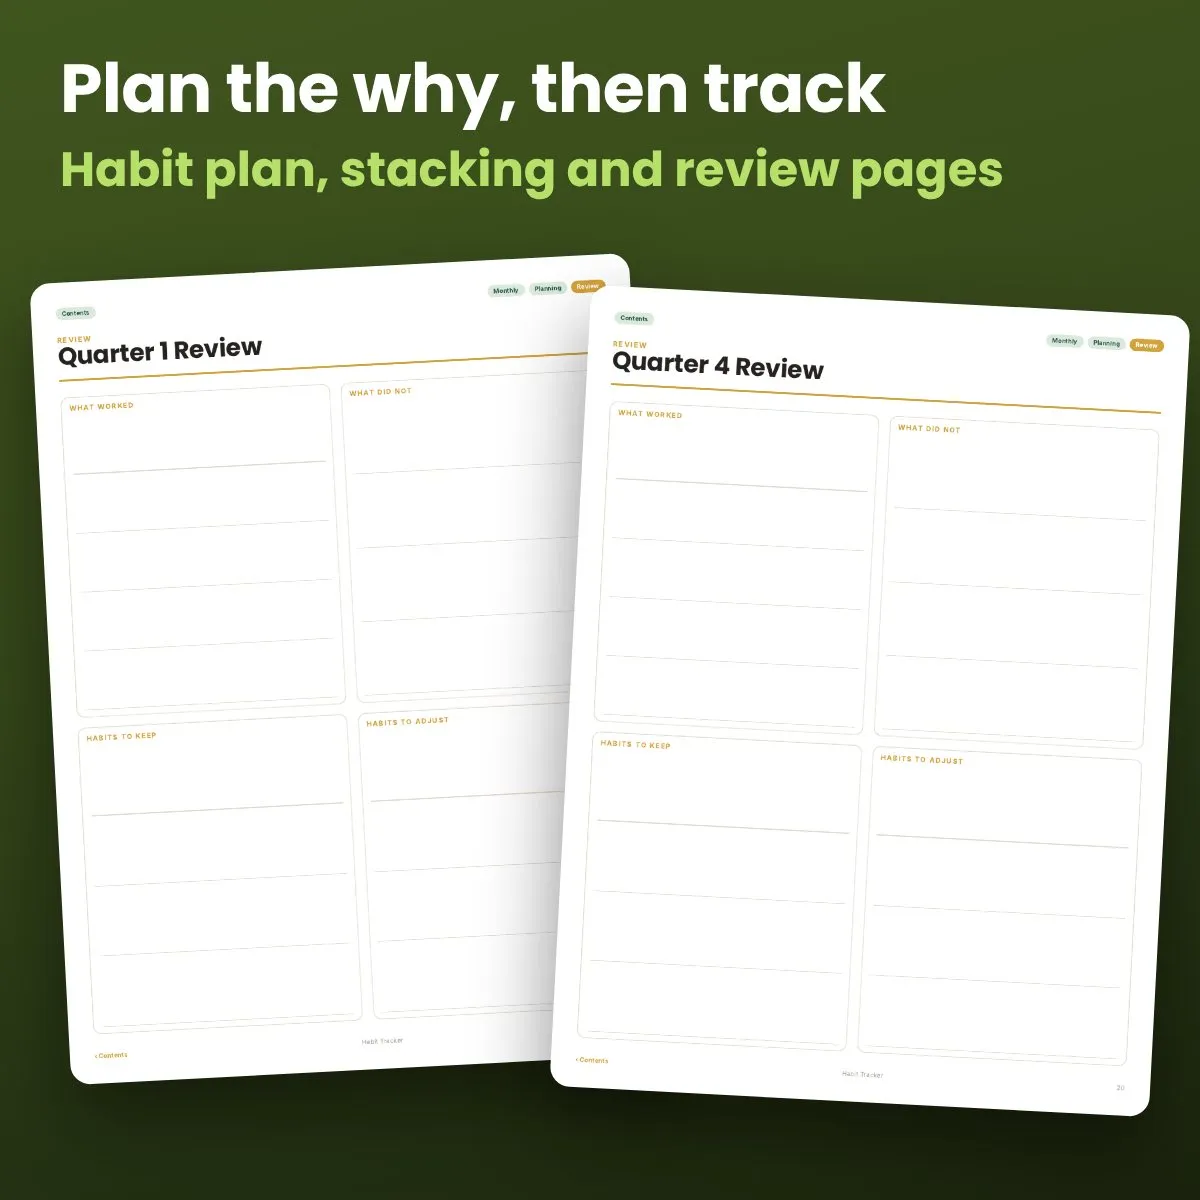 Plan the why, then track
Habit plan, stacking and review pages
Contents
Monthly Planning Review
REVIEW
Quarter 1 Review
WHAT WORKED
WHAT DID NOT
HABITS TO KEEP
HABITS TO ADJUST
‹ Contents
Habit Tracker
Contents
Monthly Planning Review
REVIEW
Quarter 4 Review
WHAT WORKED
WHAT DID NOT
HABITS TO KEEP
HABITS TO ADJUST
‹ Contents
Habit Tracker